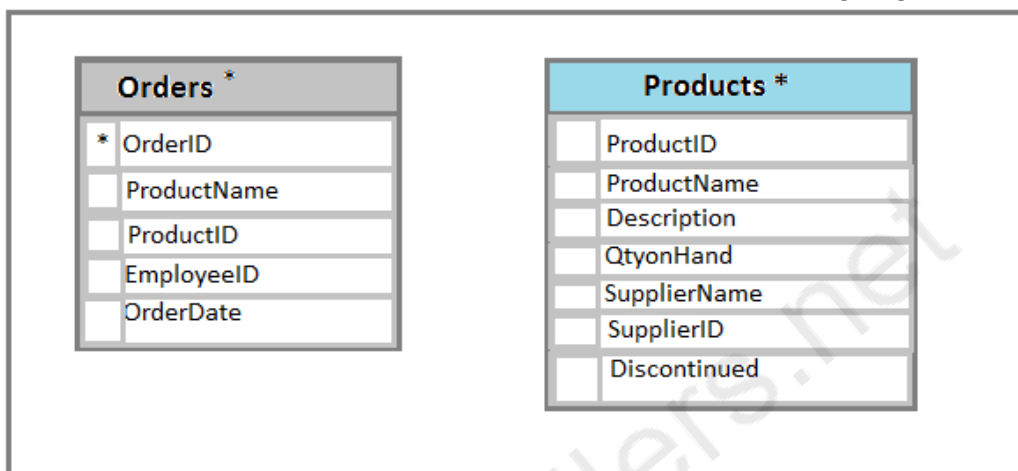 Orders *
* OrderID
ProductName
ProductID
EmployeeID
OrderDate
Products *
ProductID
ProductName
Description
QtyonHand
SupplierName
SupplierID
Discontinued